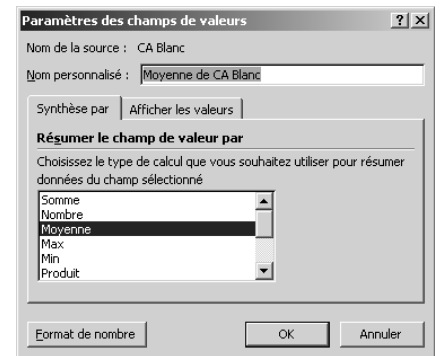 Paramètres des champs de valeurs
Nom de la source : CA Blanc
Nom personnalisé : Moyenne de CA Blanc
Synthèse par Afficher les valeurs
Résumer le champ de valeur par
Choisissez le type de calcul que vous souhaitez utiliser pour résumer
données du champ sélectionné
Somme
Nombre
Moyenne
Max
Min
Produit
Format de nombre OK Annuler